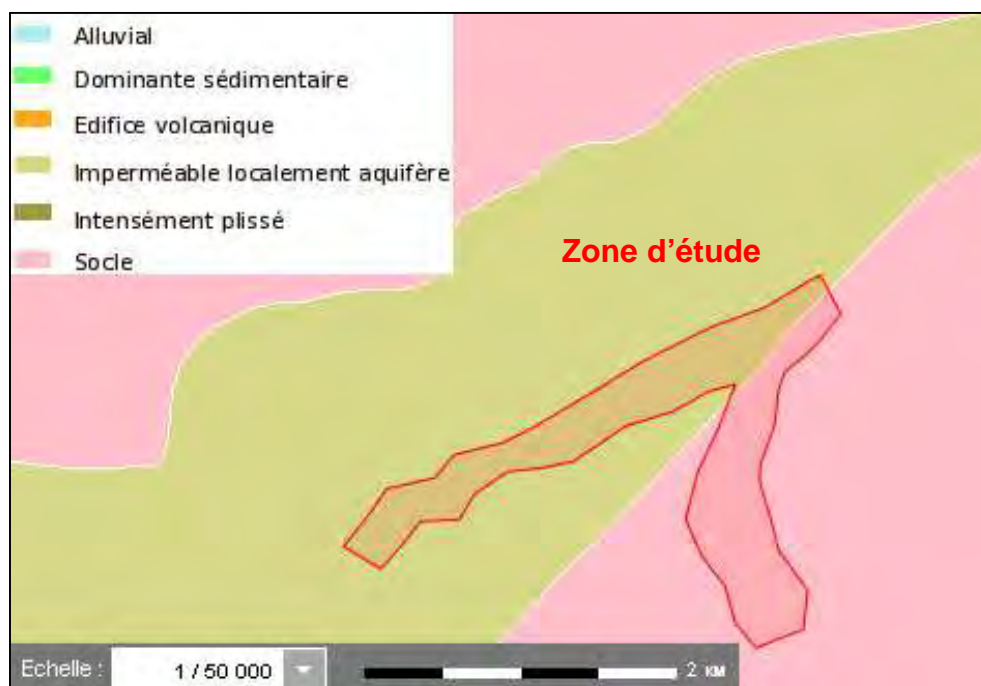 Alluvial
Dominante sédimentaire
Edifice volcanique
Imperméable localement aquifère
Intensément plissé
Socle
Zone d'étude
Echelle : 1 / 50 000 2 KM